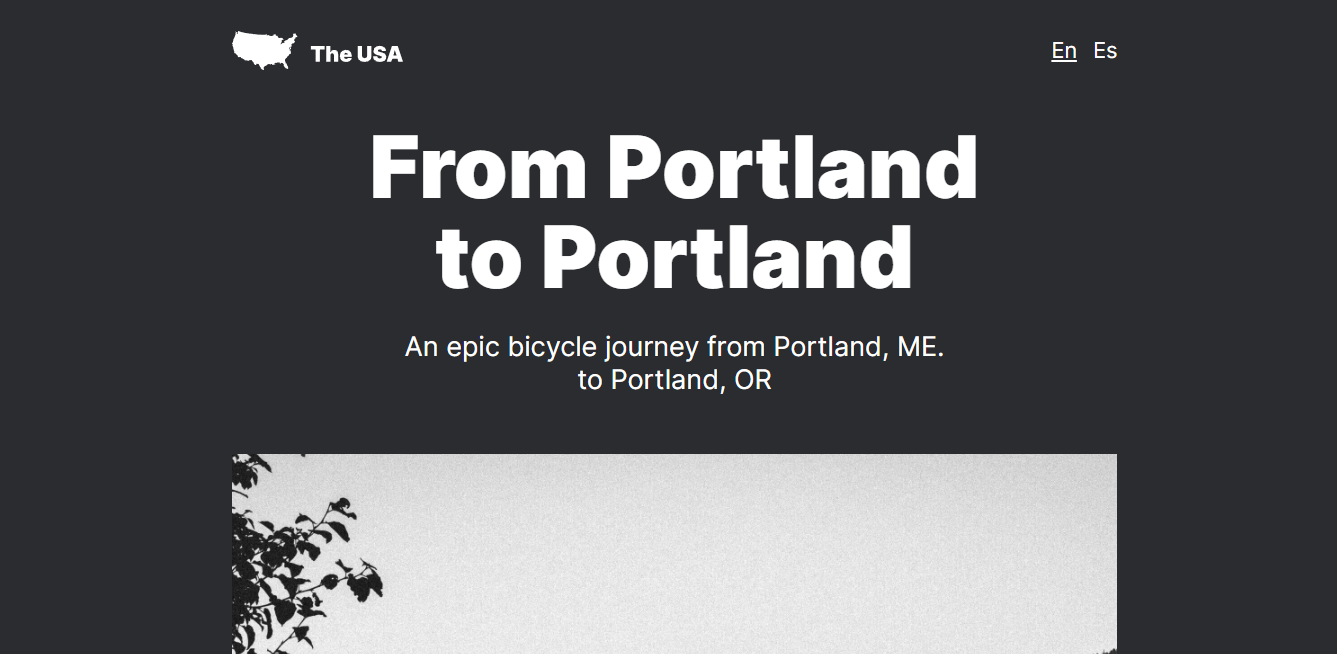 The USA
En Es
From Portland
to Portland
An epic bicycle journey from Portland, ME.
to Portland, OR